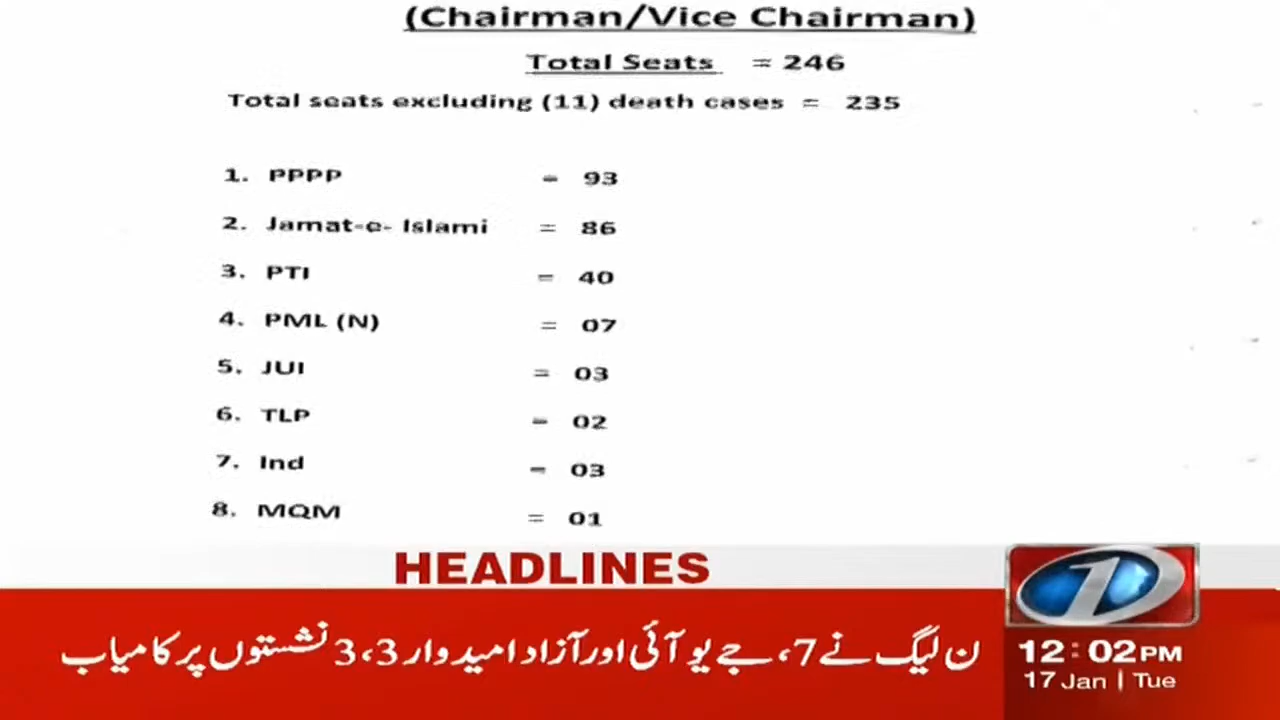 (Chairman/Vice Chairman)
Total Seats = 246
Total seats excluding (11) death cases = 235
1. PPPP = 93
2. Jamat-e- Islami = 86
3. PTI = 40
4. PML (N) = 07
5. JUI = 03
6. TLP = 02
7. Ind = 03
8. MQM = 01
HEADLINES
ن لیگ نے 7، جے یو آئی اور آزاد امیدوار 3،3 نشستوں پر کامیاب
1
12:02PM
17 Jan | Tue